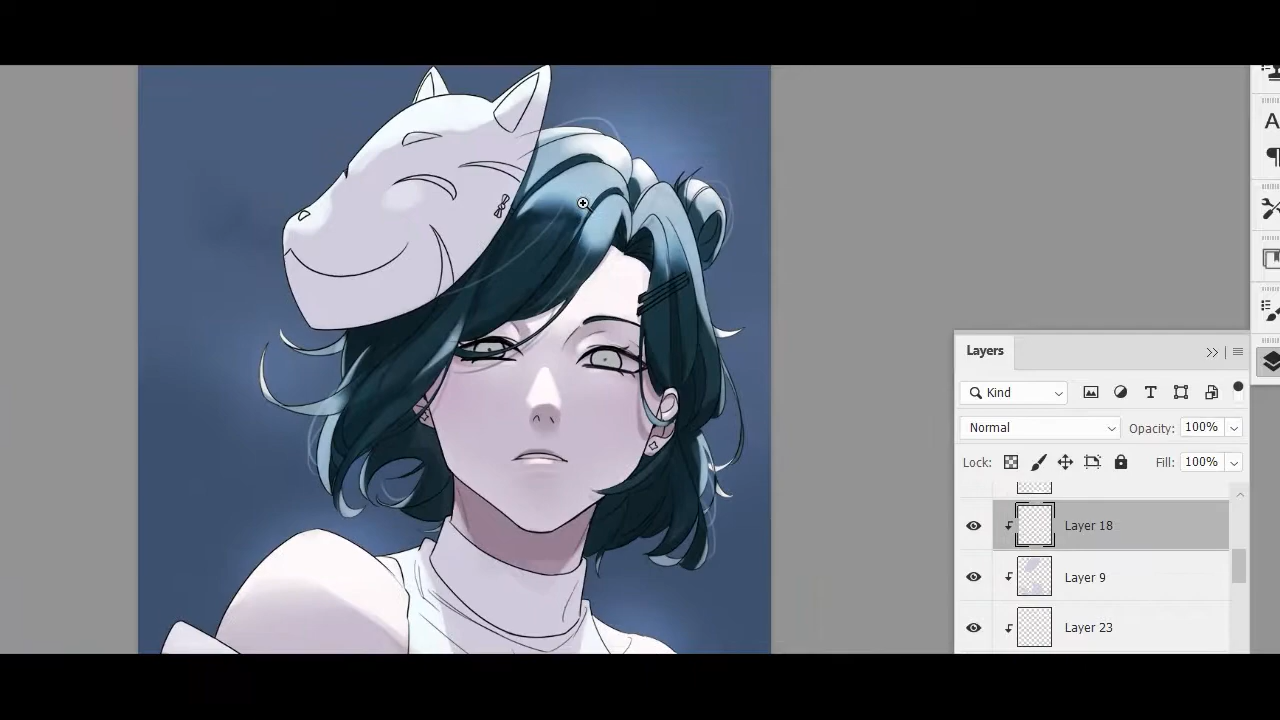 A
Layers
Kind
T
Normal
Opacity: 100%
Lock:
Fill: 100%
Layer 18
Layer 9
Layer 23